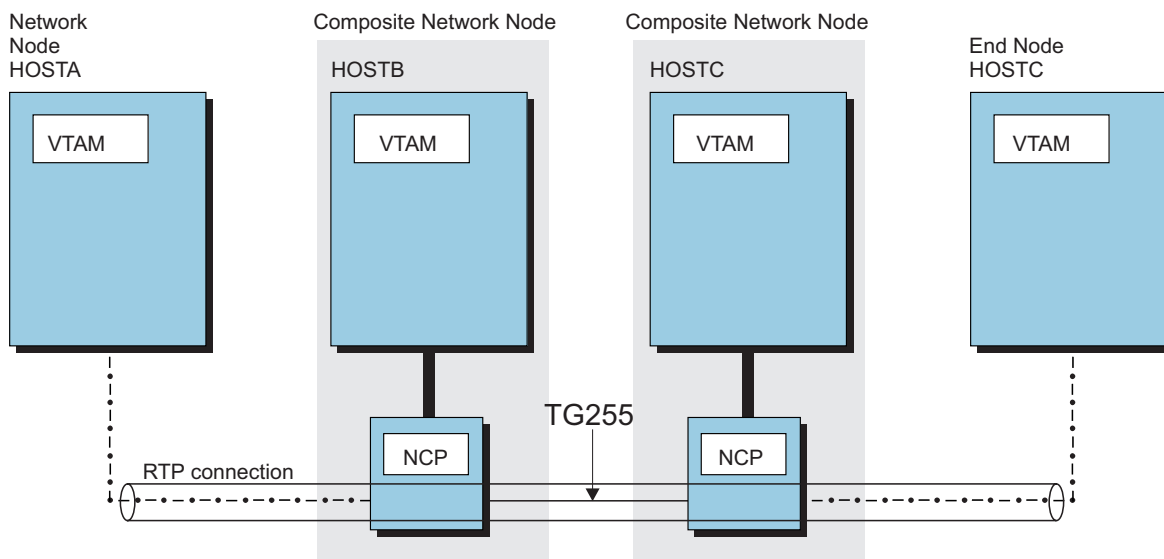 Network
Node
HOSTA
VTAM
Composite Network Node
HOSTB
VTAM
NCP
Composite Network Node
HOSTC
VTAM
NCP
End Node
HOSTC
VTAM
TG255
RTP connection